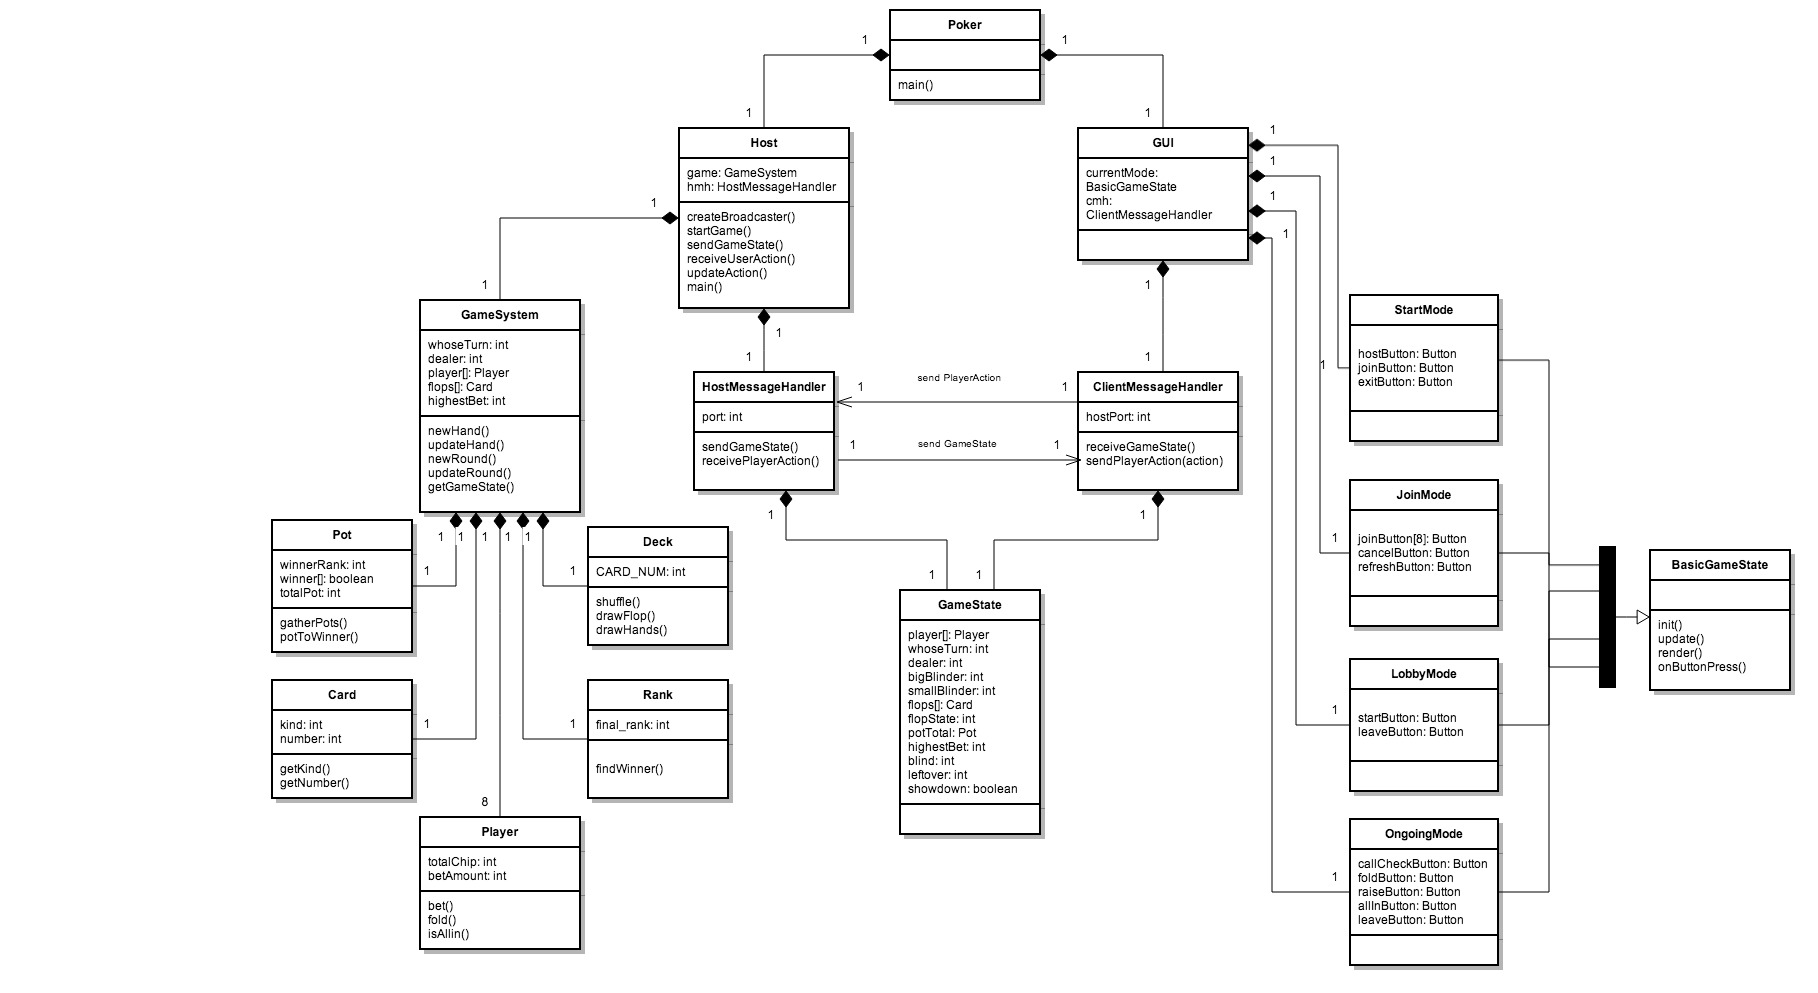 Poker
main()
1
1
1
1
Host
game: GameSystem
hmh: HostMessageHandler
createBroadcaster()
startGame()
sendGameState()
receiveUserAction()
updateAction()
main()
GUI
currentMode:
BasicGameState
cmh:
ClientMessageHandler
1
1
1
1
1
1
1
1
1
1
GameSystem
whoseTurn: int
dealer: int
player[]: Player
flops[]: Card
highestBet: int
newHand()
updateHand()
newRound()
updateRound()
getGameState()
HostMessageHandler
port: int
sendGameState()
receivePlayerAction()
1
send PlayerAction
1
1
send GameState
1
ClientMessageHandler
hostPort: int
receiveGameState()
sendPlayerAction(action)
StartMode
hostButton: Button
joinButton: Button
exitButton: Button
1
1
1
1
1
1
1
1
Pot
winnerRank: int
winner[]: boolean
totalPot: int
gatherPots()
potToWinner()
1
1
Deck
CARD_NUM: int
shuffle()
drawFlop()
drawHands()
1
1
JoinMode
joinButton[8]: Button
cancelButton: Button
refreshButton: Button
1
BasicGameState
init()
update()
render()
onButtonPress()
Card
kind: int
number: int
getKind()
getNumber()
1
1
Rank
final_rank: int
findWinner()
GameState
player[]: Player
whoseTurn: int
dealer: int
bigBlinder: int
smallBlinder: int
flops[]: Card
flopState: int
potTotal: Pot
highestBet: int
blind: int
leftover: int
showdown: boolean
LobbyMode
startButton: Button
leaveButton: Button
1
8
Player
totalChip: int
betAmount: int
bet()
fold()
isAllin()
1
OngoingMode
callCheckButton: Button
foldButton: Button
raiseButton: Button
allInButton: Button
leaveButton: Button